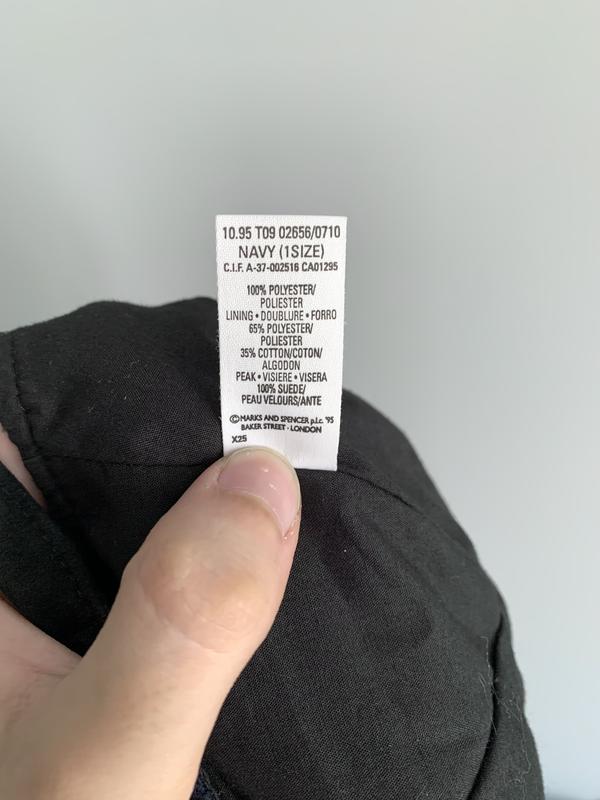 10.95 T09 02656/0710
NAVY (1SIZE)
C.I.F. A-37-002516 CA01295
100% POLYESTER/
POLIESTER
LINING • DOUBLURE • FORRO
65% POLYESTER/
POLIESTER
35% COTTON/COTON/
ALGODON
PEAK • VISIERE • VISERA
100% SUEDE/
PEAU VELOURS/ANTE
© MARKS AND SPENCER p.l.c. '95
BAKER STREET · LONDON
X25